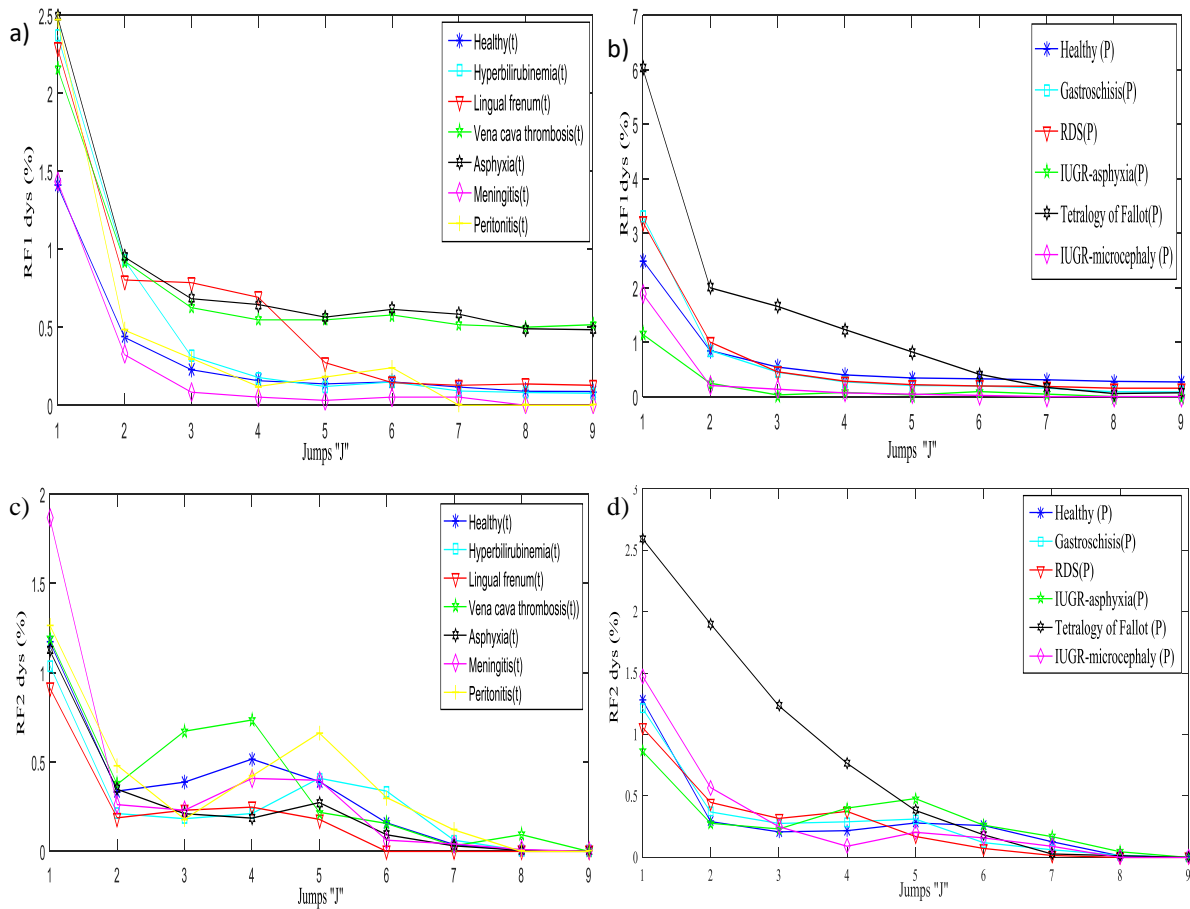 a)
2.5
2
1.5
1
0.5
0
RF1 dys (%)
1 2 3 4 5 6 7 8 9
Jumps "J"
Healthy(t)
Hyperbilirubinemia(t)
Lingual frenum(t)
Vena cava thrombosis(t)
Asphyxia(t)
Meningitis(t)
Peritonitis(t)
b)
7
6
5
4
3
2
1
0
RF1 dys (%)
1 2 3 4 5 6 7 8 9
Jumps "J"
Healthy (P)
Gastroschisis(P)
RDS(P)
IUGR-asphyxia(P)
Tetralogy of Fallot(P)
IUGR-microcephaly (P)
c)
2
1.5
1
0.5
0
RF2 dys (%)
1 2 3 4 5 6 7 8 9
Jumps "J"
Healthy(t)
Hyperbilirubinemia(t)
Lingual frenum(t)
Vena cava thrombosis(t))
Asphyxia(t)
Meningitis(t)
Peritonitis(t)
d)
3
2.5
2
1.5
1
0.5
0
RF2 dys (%)
1 2 3 4 5 6 7 8 9
Jumps "J"
Healthy (P)
Gastroschisis(P)
RDS(P)
IUGR-asphyxia(P)
Tetralogy of Fallot (P)
IUGR-microcephaly (P)